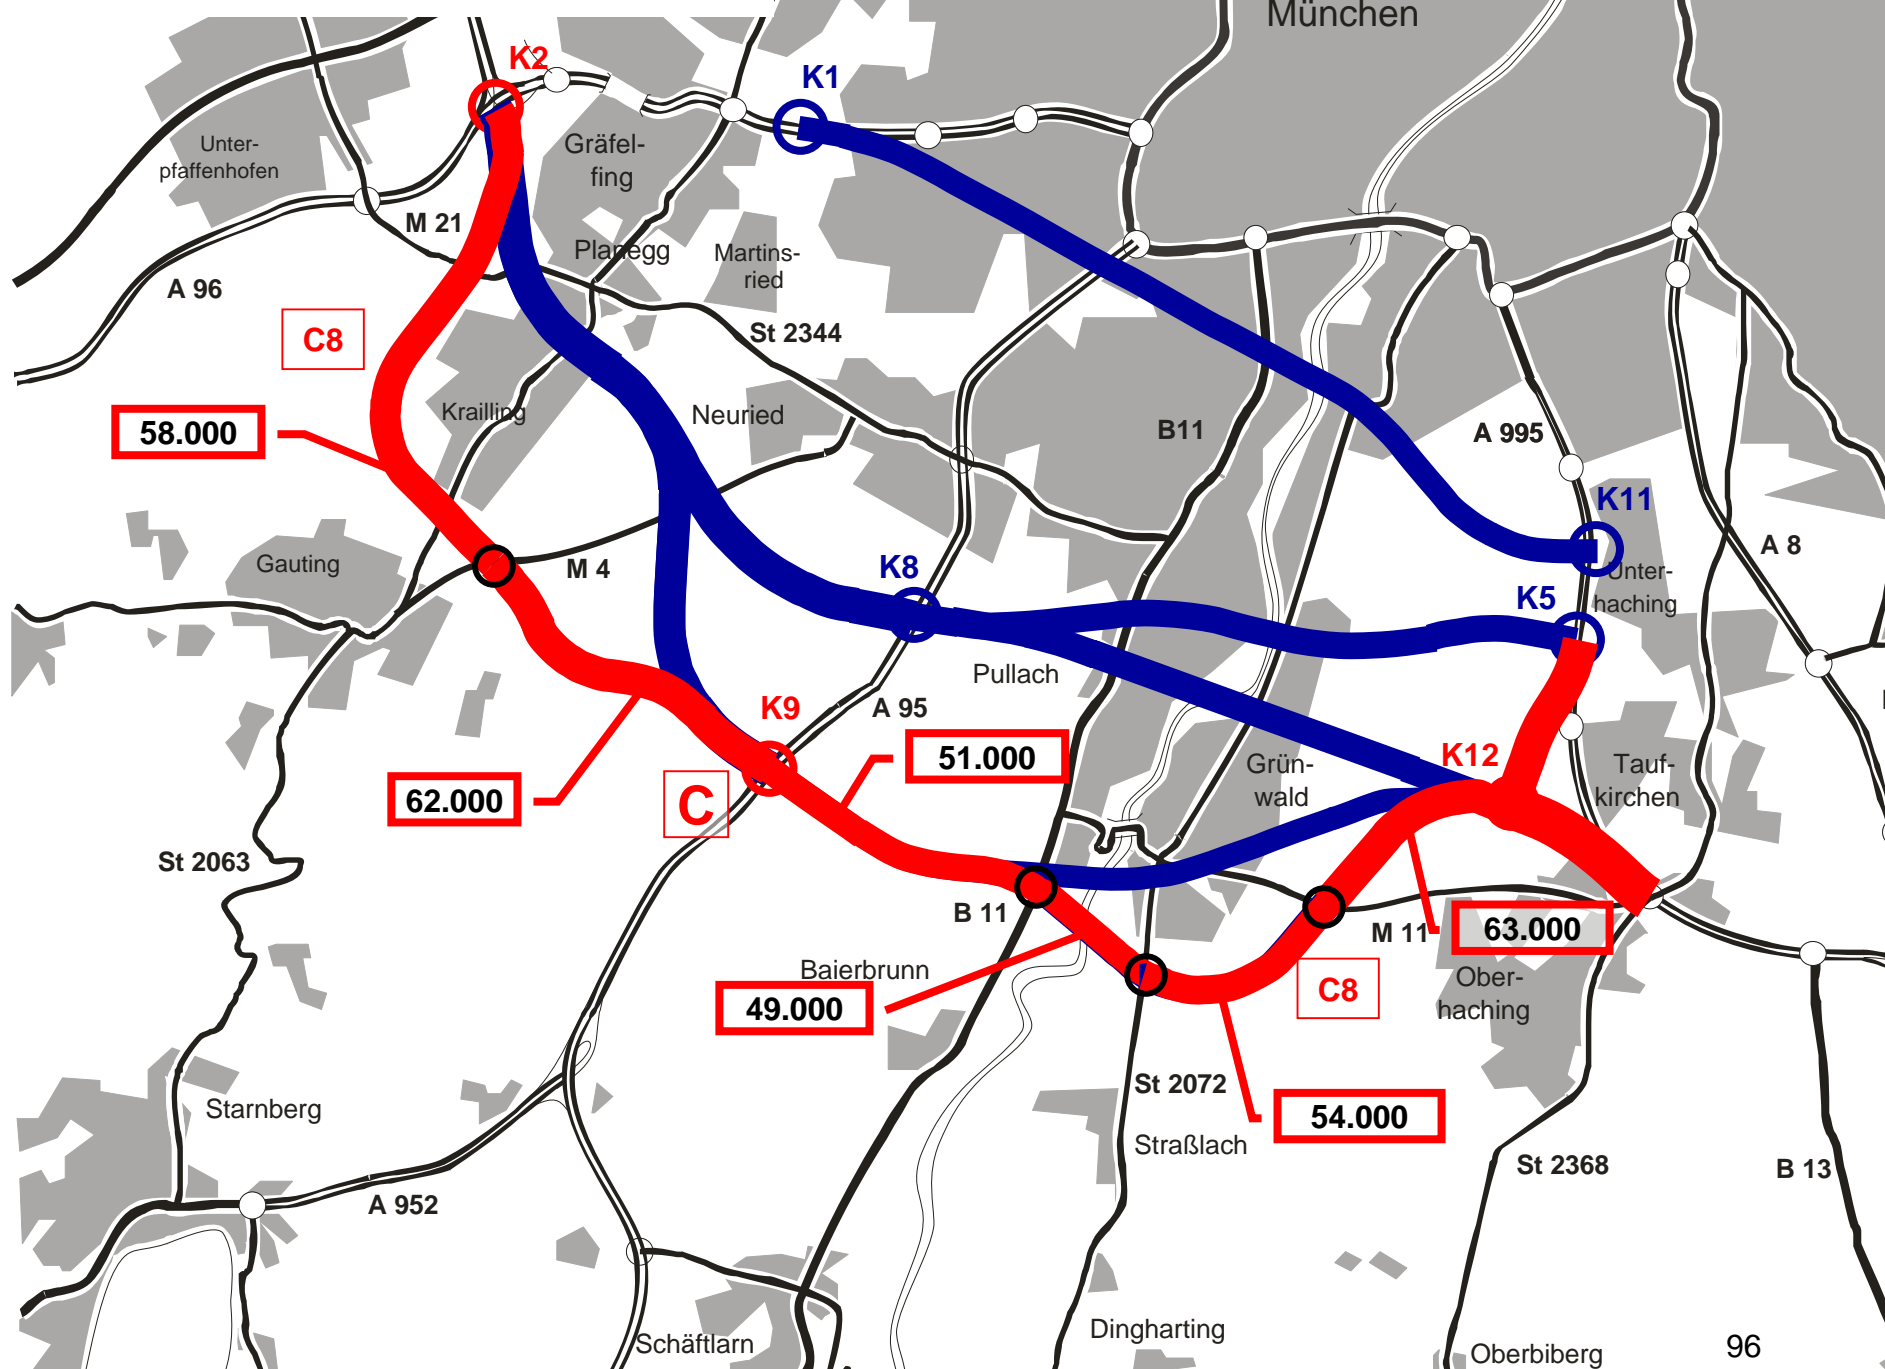 München
K2
K1
Unter-
pfaffenhofen
Gräfel-
fing
M 21
Planegg
Martins-
ried
A 96
C8
St 2344
Krailling
Neuried
58.000
B11
A 995
K11
Gauting
M 4
K8
A 8
Unter-
haching
K5
Pullach
K9
A 95
51.000
K12
Grün-
wald
Tauf-
kirchen
62.000
C
St 2063
B 11
M 11
63.000
Baierbrunn
49.000
C8
Ober-
haching
St 2072
54.000
Starnberg
Straßlach
St 2368
B 13
A 952
Schäftlarn
Dingharting
Oberbiberg
96